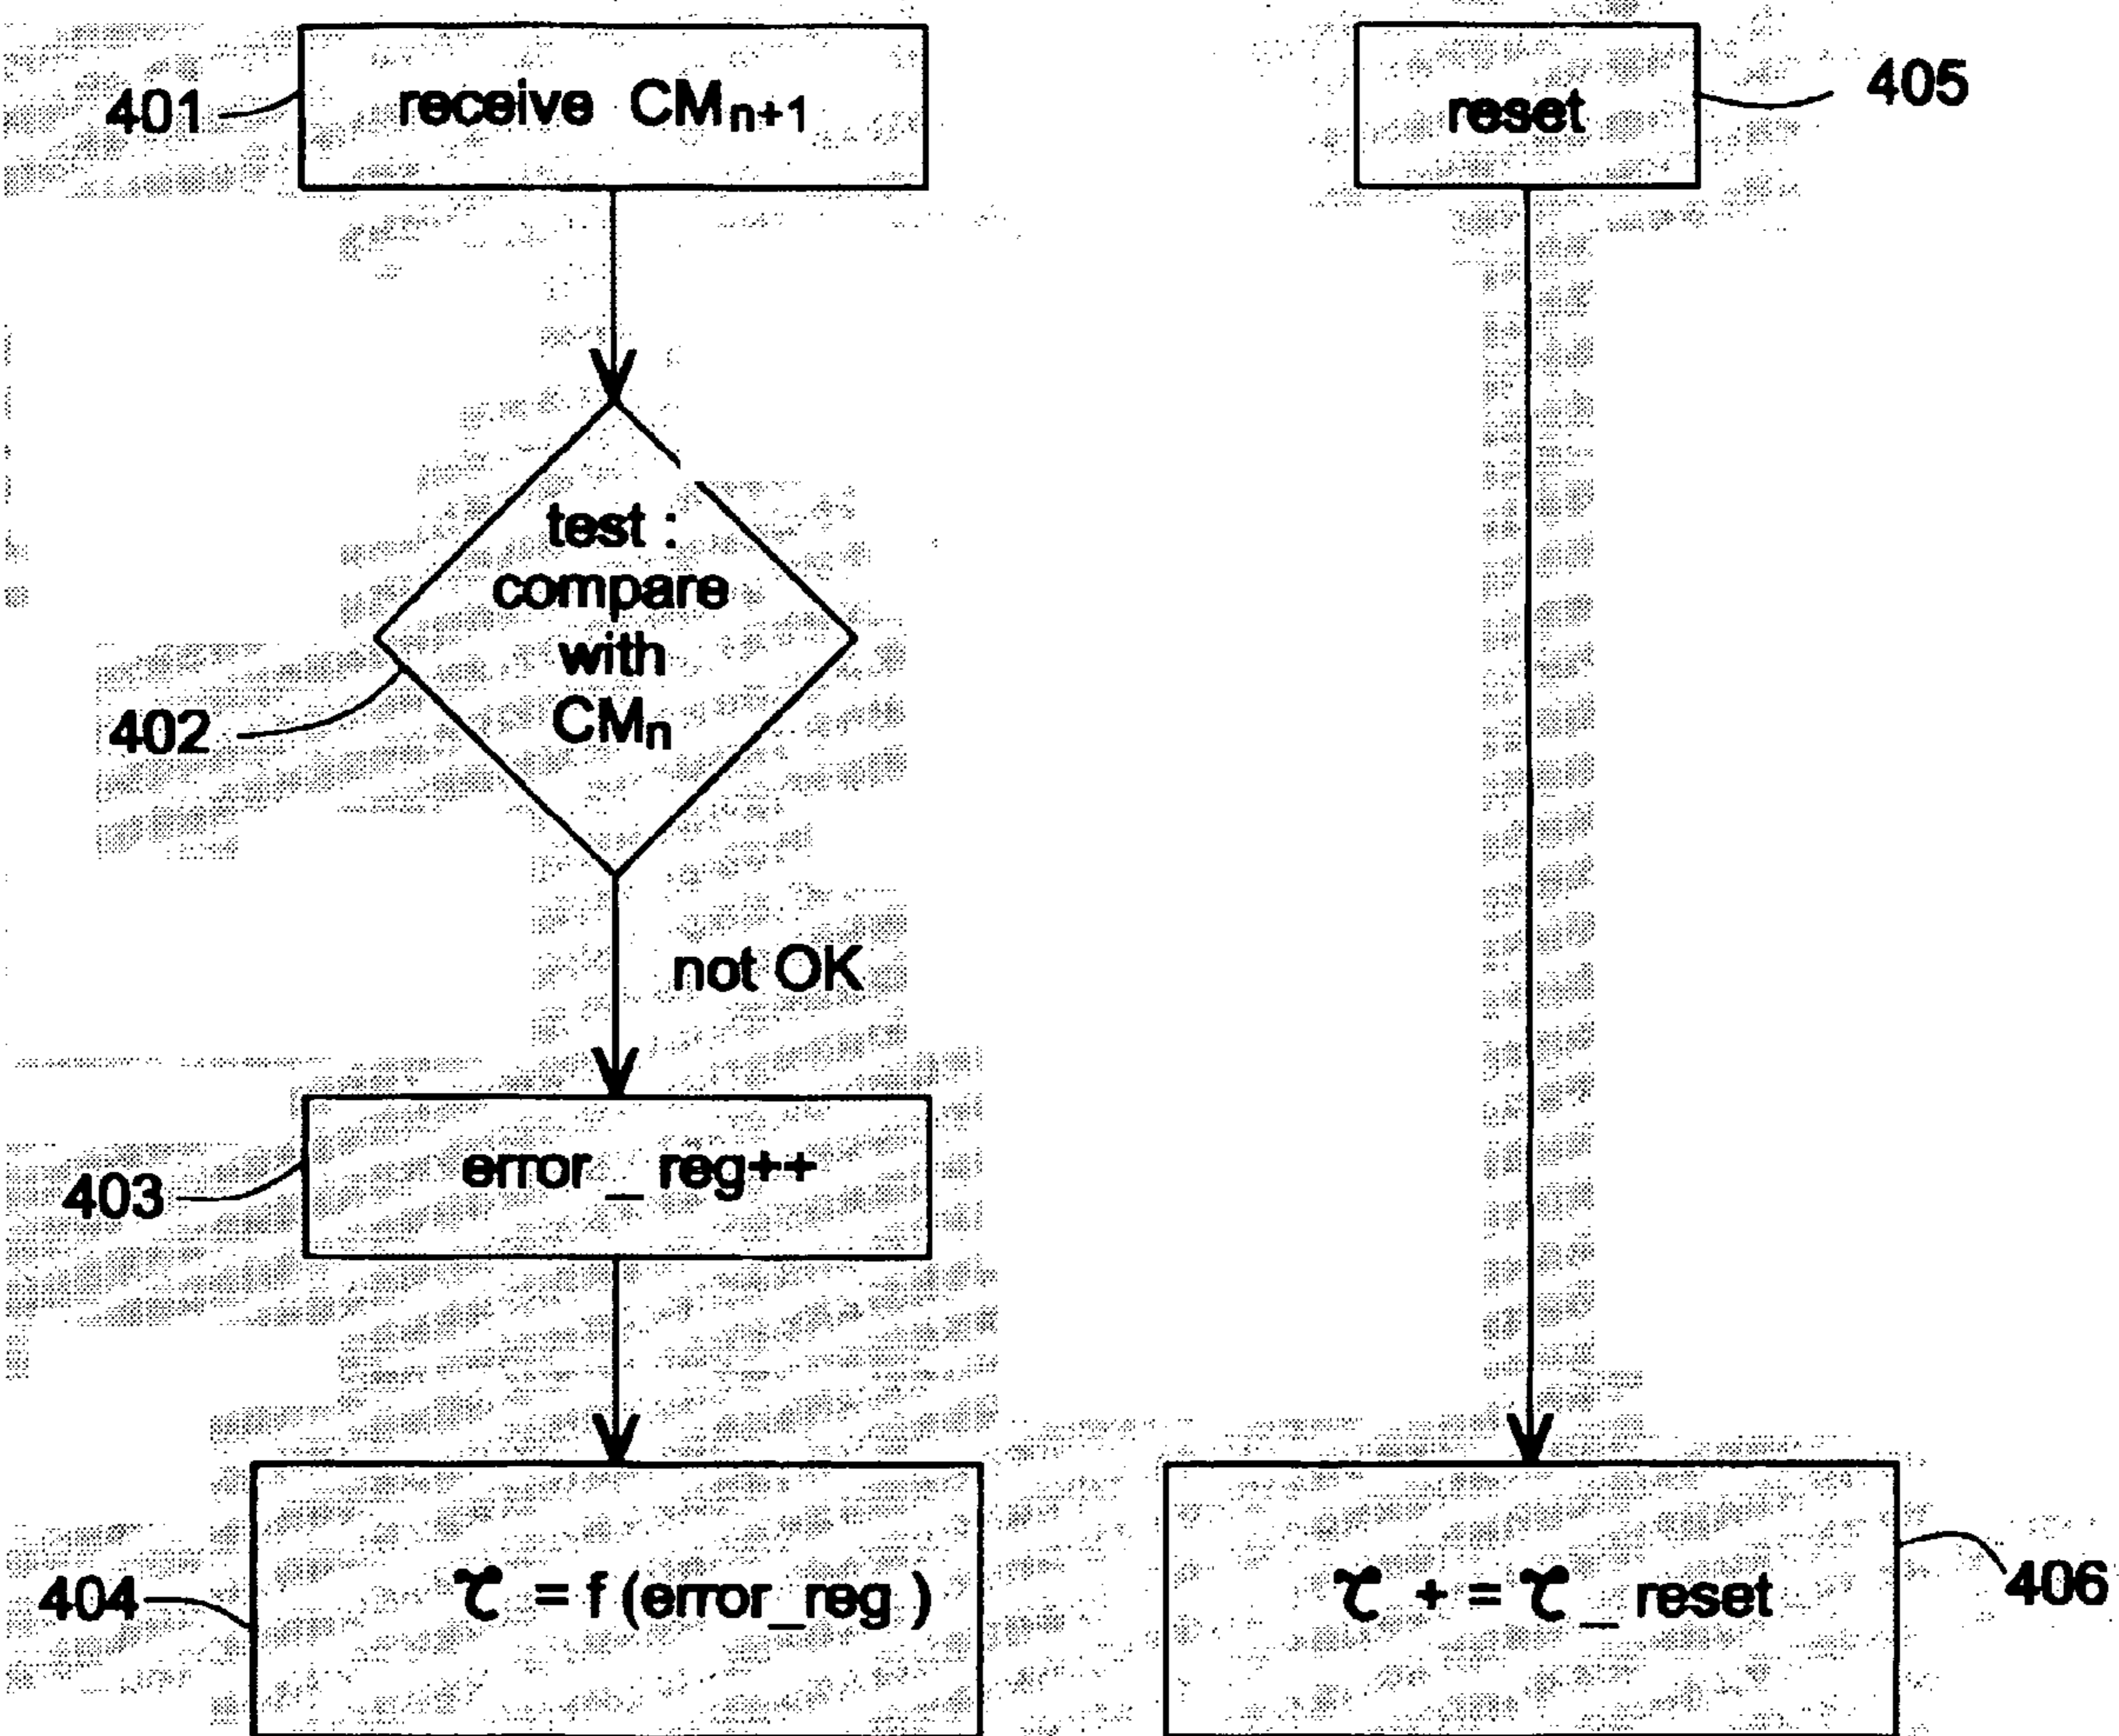 401
receive CMn+1
test :
compare
with
CMn
402
not OK
403
error _ reg++
404
τ = f (error_reg )
reset
405
τ + = τ _ reset
406